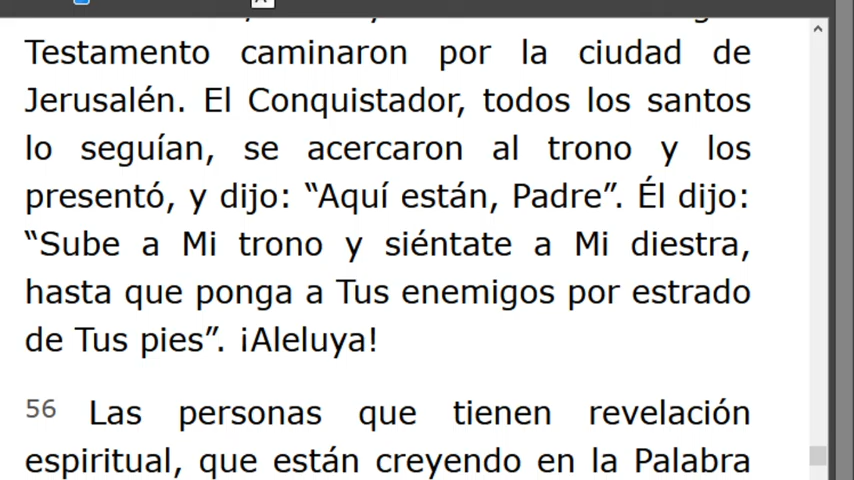 Testamento caminaron por la ciudad de
Jerusalén. El Conquistador, todos los santos
lo seguían, se acercaron al trono y los
presentó, y dijo: “Aquí están, Padre”. Él dijo:
“Sube a Mi trono y siéntate a Mi diestra,
hasta que ponga a Tus enemigos por estrado
de Tus pies”. ¡Aleluya!
56 Las personas que tienen revelación
espiritual, que están creyendo en la Palabra